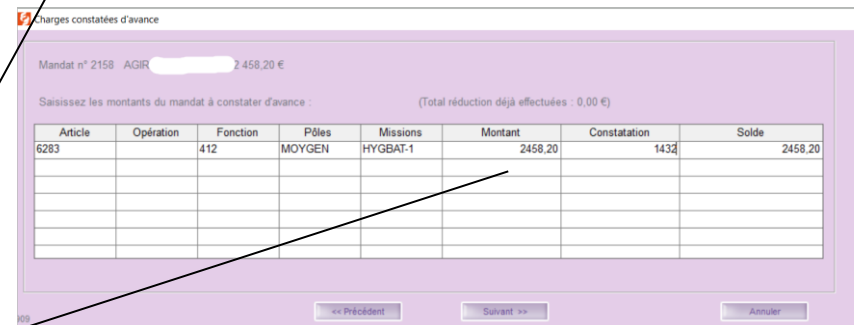 Charges constatées d'avance
Mandat n° 2158 AGIR 2 458,20 €
Saisissez les montants du mandat à constater d'avance : (Total réduction déjà effectuées : 0,00 €)
Article Opération Fonction Pôles Missions Montant Constatation Solde
6283 412 MOYGEN HYGBAT-1 2458,20 1432 2458,20
<< Précédent Suivant >> Annuler